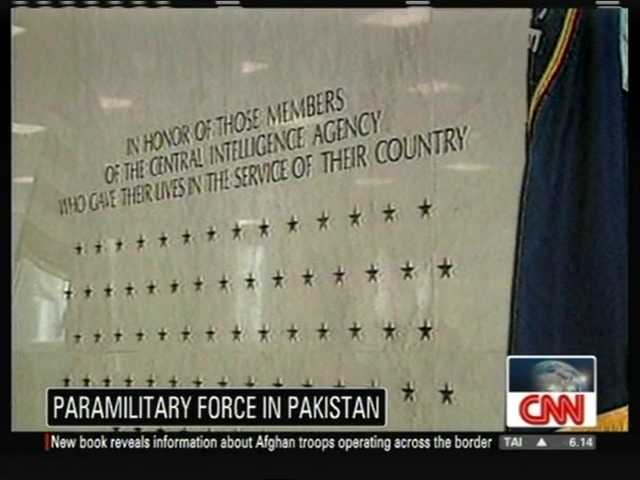 IN HONOR OF THOSE MEMBERS
OF THE CENTRAL INTELLIGENCE AGENCY
WHO GAVE THEIR LIVES IN THE SERVICE OF THEIR COUNTRY
PARAMILITARY FORCE IN PAKISTAN
CNN
New book reveals information about Afghan troops operating across the border
TAI ▲ 6.14